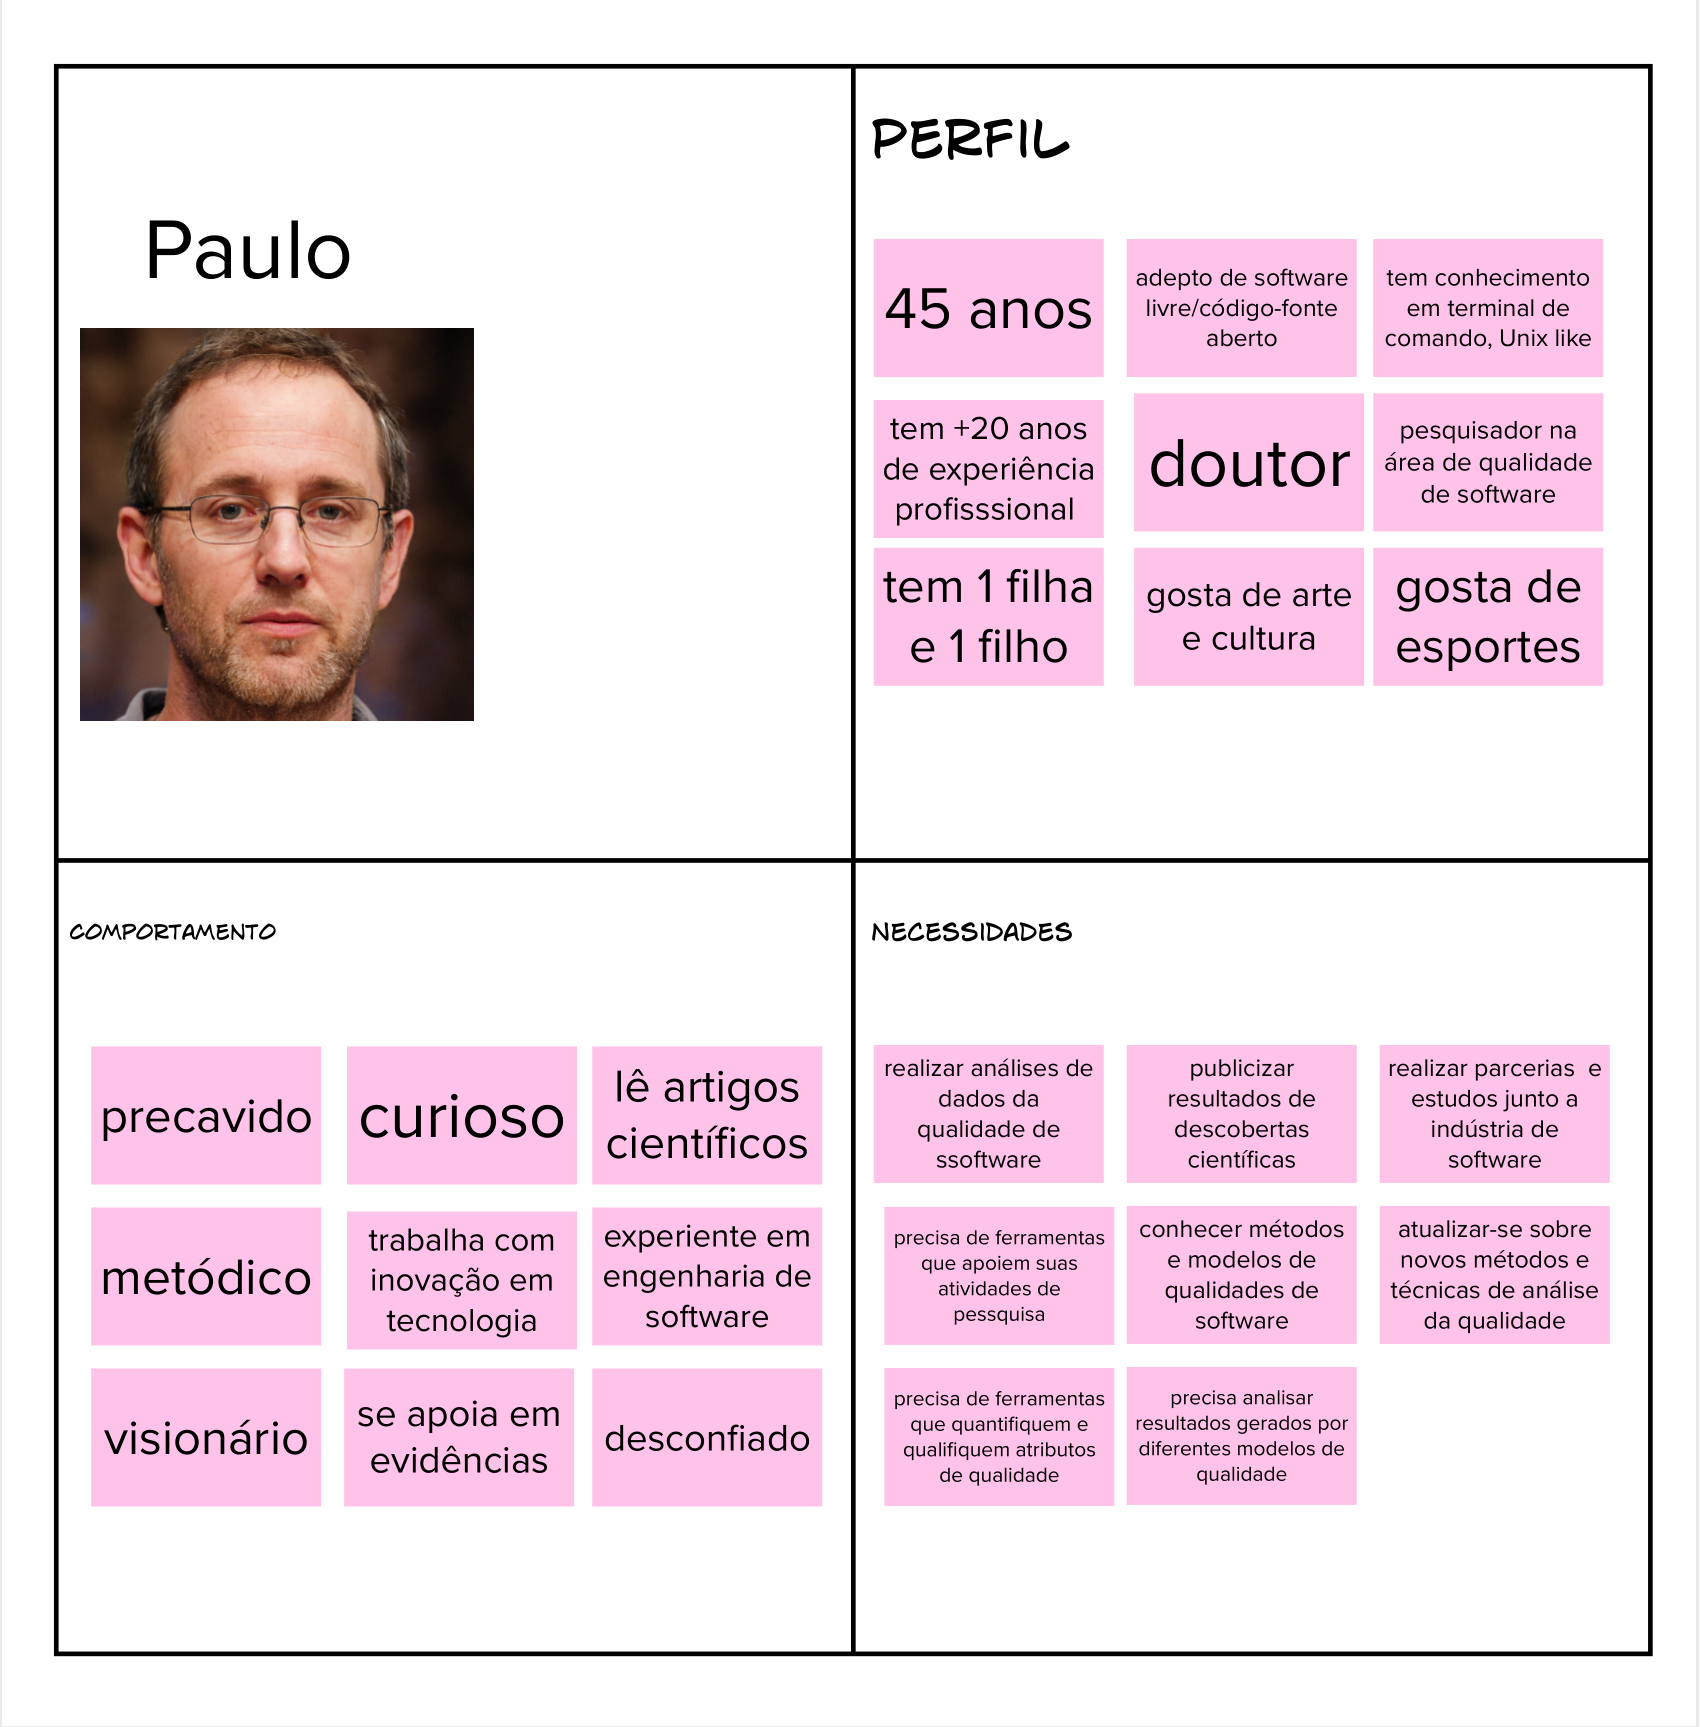 Paulo
PERFIL
45 anos
adepto de software
livre/código-fonte
aberto
tem conhecimento
em terminal de
comando, Unix like
tem +20 anos
de experiência
profisssional
doutor
pesquisador na
área de qualidade
de software
tem 1 filha
e 1 filho
gosta de arte
e cultura
gosta de
esportes
COMPORTAMENTO
precavido
curioso
lê artigos
científicos
metódico
trabalha com
inovação em
tecnologia
experiente em
engenharia de
software
visionário
se apoia em
evidências
desconfiado
NECESSIDADES
realizar análises de
dados da
qualidade de
ssoftware
publicizar
resultados de
descobertas
científicas
realizar parcerias e
estudos junto a
indústria de
software
precisa de ferramentas
que apoiem suas
atividades de
pessquisa
conhecer métodos
e modelos de
qualidades de
software
atualizar-se sobre
novos métodos e
técnicas de análise
da qualidade
precisa de ferramentas
que quantifiquem e
qualifiquem atributos
de qualidade
precisa analisar
resultados gerados por
diferentes modelos de
qualidade